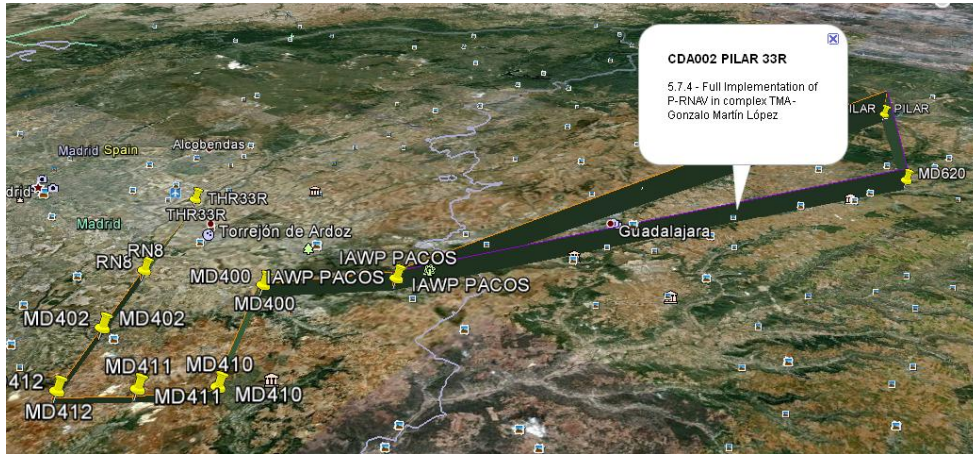 CDA002 PILAR 33R
5.7.4 - Full Implementation of
P-RNAV in complex TMA-
Gonzalo Martín López
ILAR PILAR
MD620
Madrid Spain
Alcobendas
drid
THR33R
THR33R
Madrid
Torrejón de Ardoz
Guadalajara
RN8
RN8
IAWP PACOS
MD400
IAWP PACOS
IAWP PACOS
MD400
MD402
MD402
MD411
MD410
412
MD411
MD410
MD412